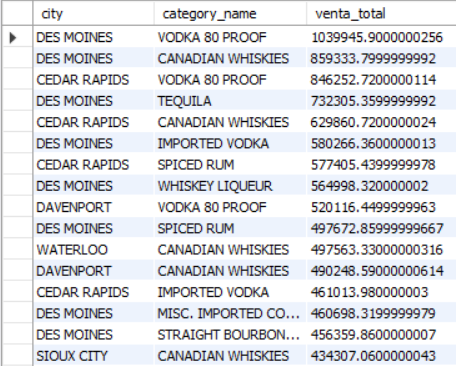 city category_name venta_total
DES MOINES VODKA 80 PROOF 1039945.9000000256
DES MOINES CANADIAN WHISKIES 859333.7999999992
CEDAR RAPIDS VODKA 80 PROOF 846252.7200000114
DES MOINES TEQUILA 732305.3599999992
CEDAR RAPIDS CANADIAN WHISKIES 629860.7200000024
DES MOINES IMPORTED VODKA 580266.3600000013
CEDAR RAPIDS SPICED RUM 577405.4399999978
DES MOINES WHISKEY LIQUEUR 564998.320000002
DAVENPORT VODKA 80 PROOF 520116.4499999963
DES MOINES SPICED RUM 497672.85999999667
WATERLOO CANADIAN WHISKIES 497563.33000000316
DAVENPORT CANADIAN WHISKIES 490248.59000000614
CEDAR RAPIDS IMPORTED VODKA 461013.980000003
DES MOINES MISC. IMPORTED CO... 460698.3199999979
DES MOINES STRAIGHT BOURBON... 456359.8600000007
SIOUX CITY CANADIAN WHISKIES 434307.0600000043